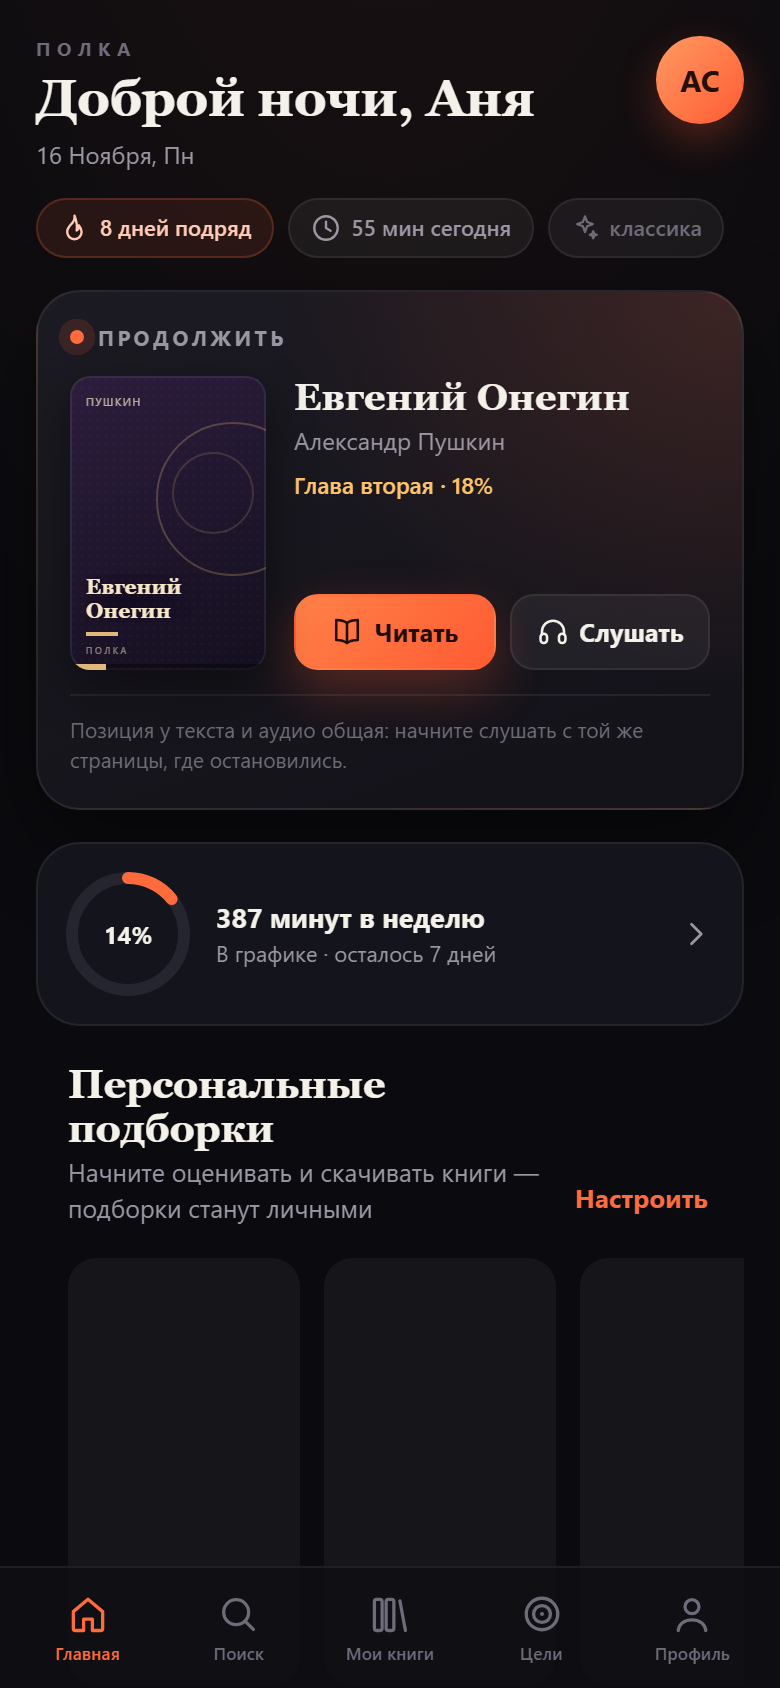 ПОЛКА
Доброй ночи, Аня
АС
16 Ноября, Пн
8 дней подряд
55 мин сегодня
классика
ПРОДОЛЖИТЬ
ПУШКИН
Евгений
Онегин
ПОЛКА
Евгений Онегин
Александр Пушкин
Глава вторая · 18%
Читать
Слушать
Позиция у текста и аудио общая: начните слушать с той же
страницы, где остановились.
14%
387 минут в неделю
В графике · осталось 7 дней
Персональные
подборки
Начните оценивать и скачивать книги —
подборки станут личными
Настроить
Главная
Поиск
Мои книги
Цели
Профиль